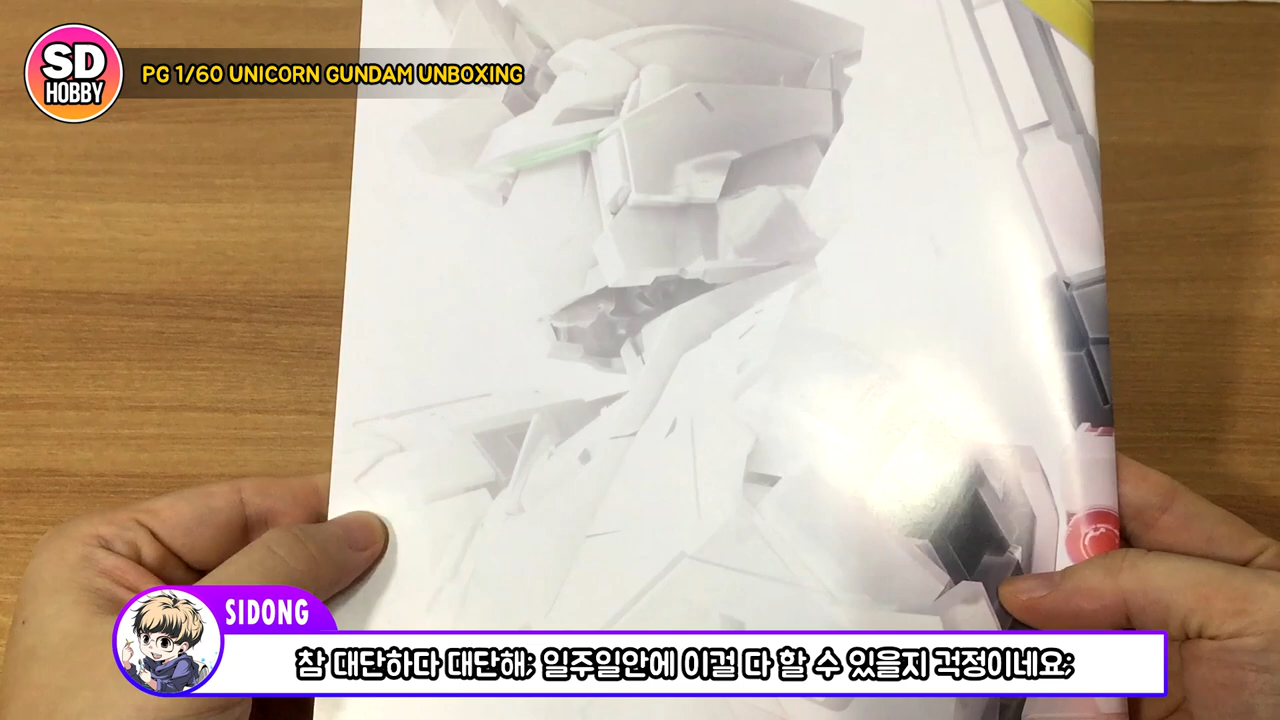 SD
HOBBY
PG 1/60 UNICORN GUNDAM UNBOXING
SIDONG
참 대단하다 대단해; 일주일안에 이걸 다 할 수 있을지 걱정이네요;